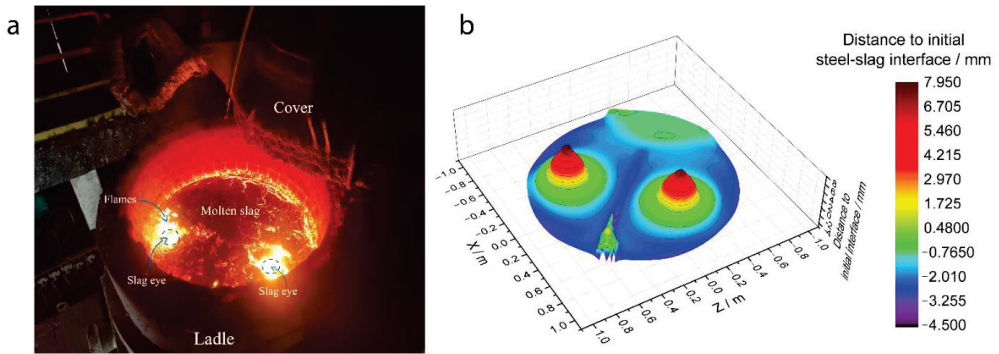 a
Cover
Flames
Molten slag
Slag eye
Slag eye
Ladle
b
Distance to initial
steel-slag interface / mm
7.950
6.705
5.460
4.215
2.970
1.725
0.4800
-0.7650
-2.010
-3.255
-4.500
-1.0
-0.8
-0.6
-0.4
-0.2
0.0
0.2
0.4
0.6
0.8
1.0
X / m
1.0
0.8
0.6
0.4
0.2
0.0
-0.2
-0.4
-0.6
-0.8
-1.0
Z / m
Distance to
initial interface / mm